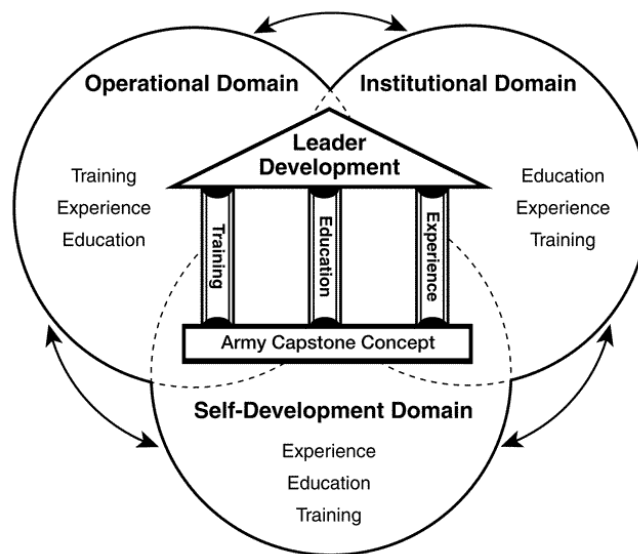 Operational Domain
Institutional Domain
Leader
Development
Training
Experience
Education
Education
Experience
Training
Training
Education
Experience
Army Capstone Concept
Self-Development Domain
Experience
Education
Training